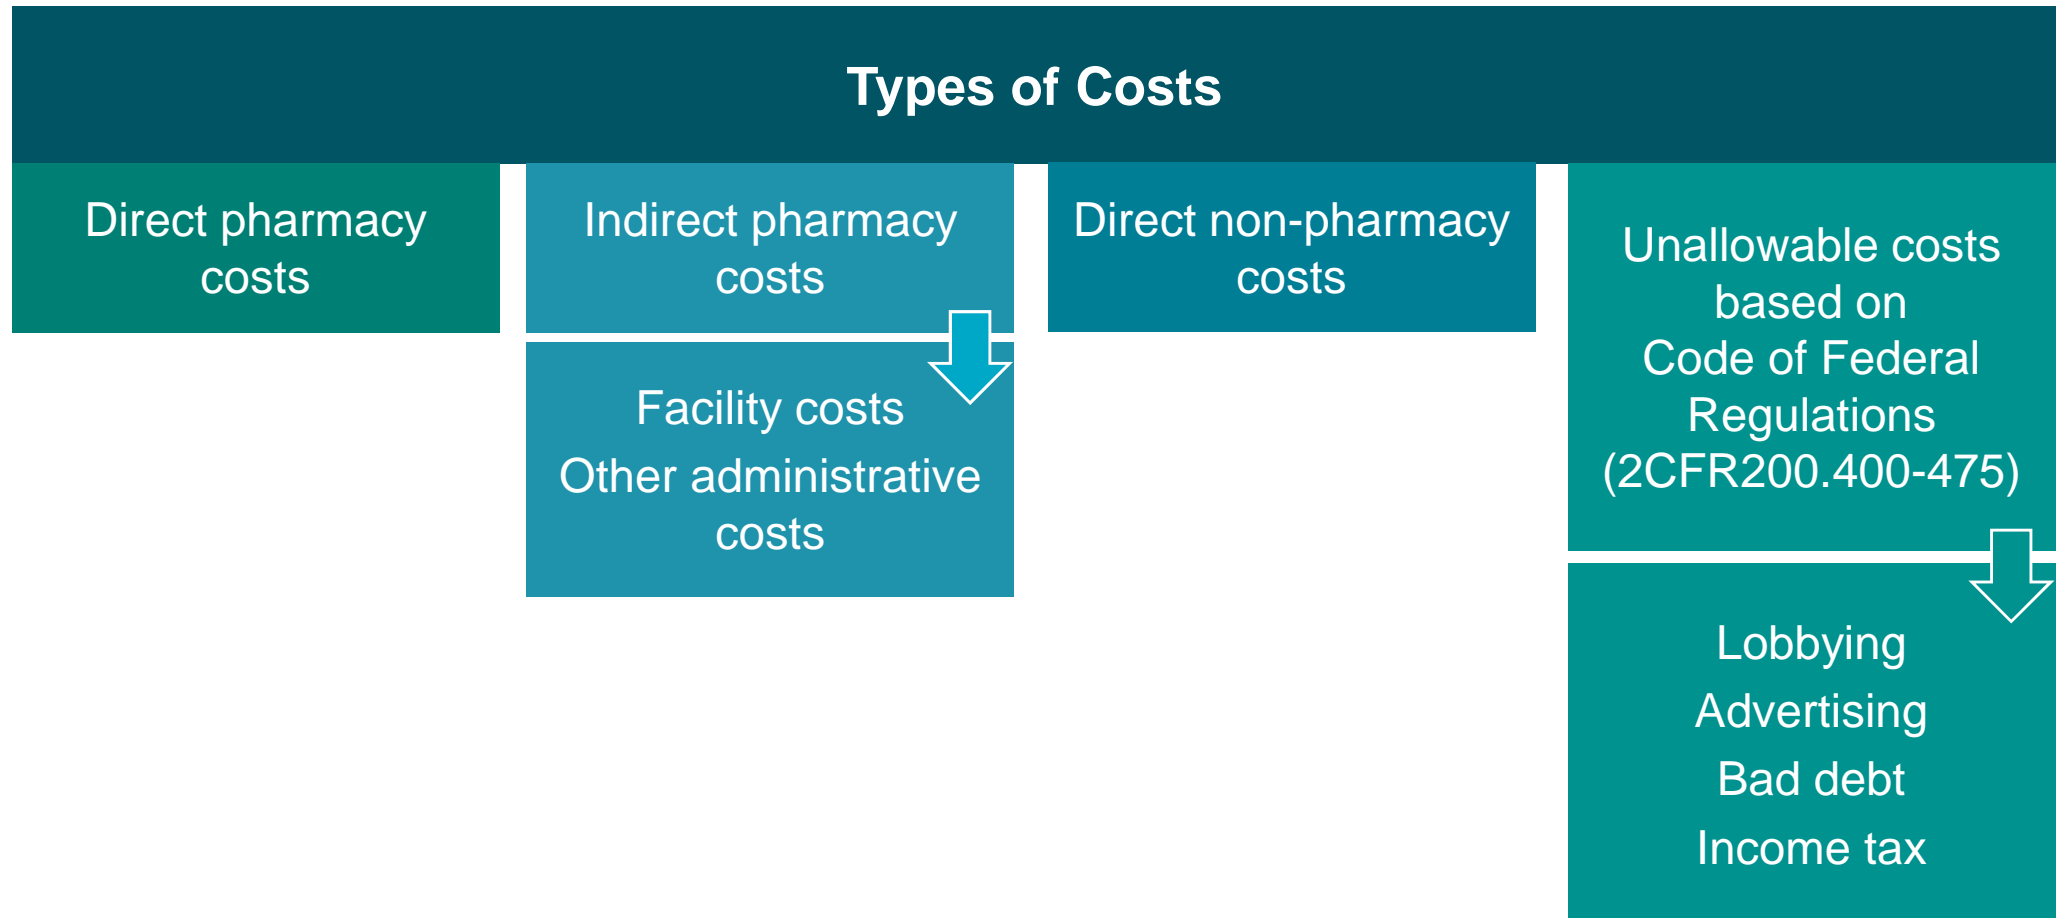 Types of Costs
Direct pharmacy
costs
Indirect pharmacy
costs
Facility costs
Other administrative
costs
Direct non-pharmacy
costs
Unallowable costs
based on
Code of Federal
Regulations
(2CFR200.400-475)
Lobbying
Advertising
Bad debt
Income tax